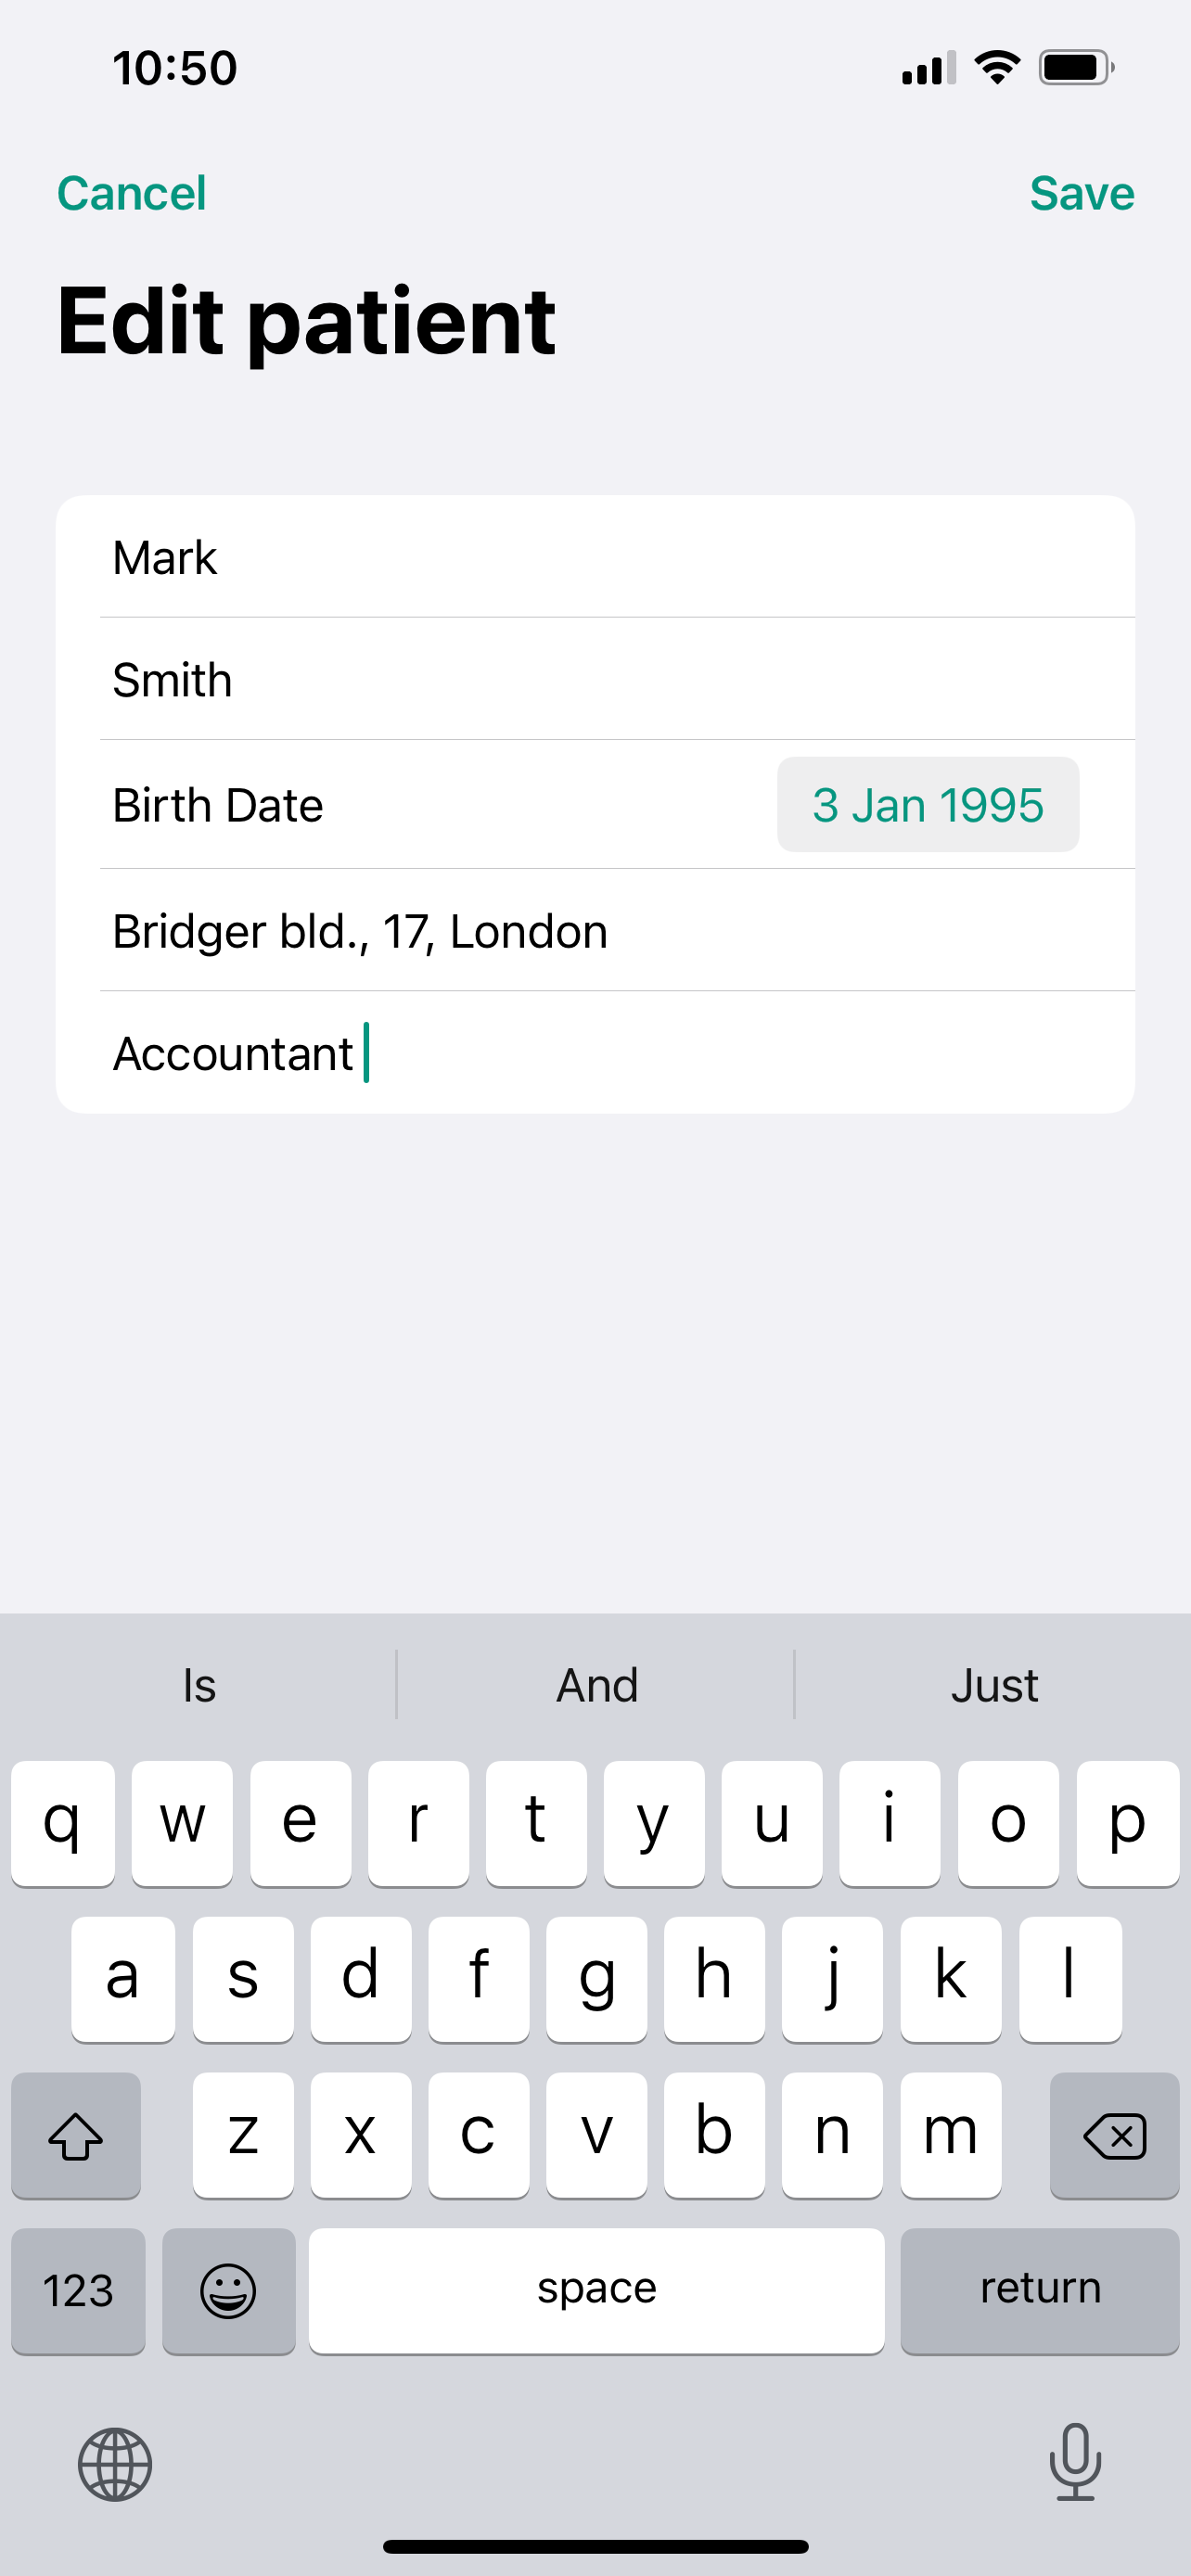 10:50
Cancel Save
Edit patient
Mark
Smith
Birth Date 3 Jan 1995
Bridger bld., 17, London
Accountant
Is And Just
q w e r t y u i o p
a s d f g h j k l
z x c v b n m
123 space return